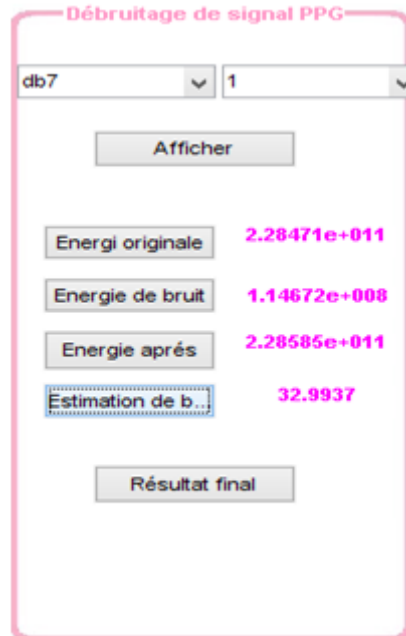 Débruitage de signal PPG
db7 1
Afficher
Energi originale 2.28471e+011
Energie de bruit 1.14672e+008
Energie aprés 2.28585e+011
Estimation de b... 32.9937
Résultat final